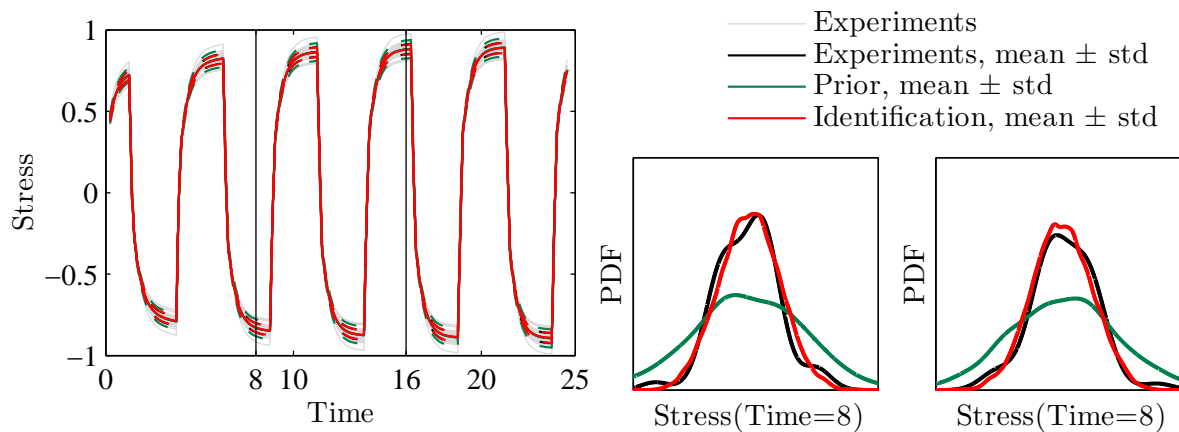 1
0.5
0
−0.5
−1
Stress
0
8
10
16
20
25
Time
Experiments
Experiments, mean ± std
Prior, mean ± std
Identification, mean ± std
PDF
Stress(Time=8)
PDF
Stress(Time=8)